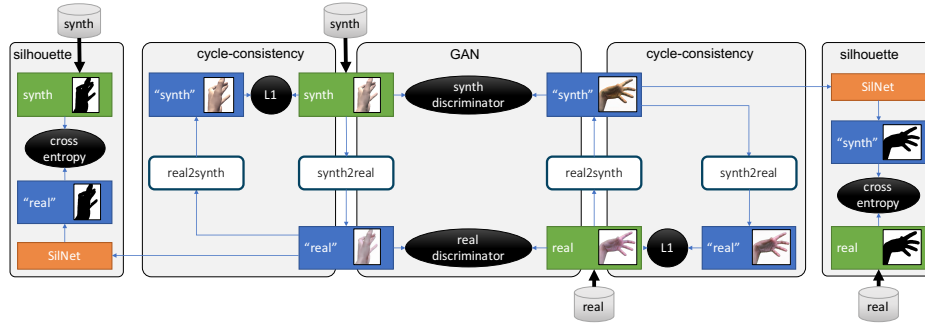 synth
synth
silhouette
cycle-consistency
GAN
cycle-consistency
silhouette
synth
"synth"
L1
synth
synth
discriminator
"synth"
SilNet
cross
entropy
"synth"
real2synth
synth2real
real2synth
synth2real
"real"
cross
entropy
SilNet
"real"
real
discriminator
real
L1
"real"
real
real
real